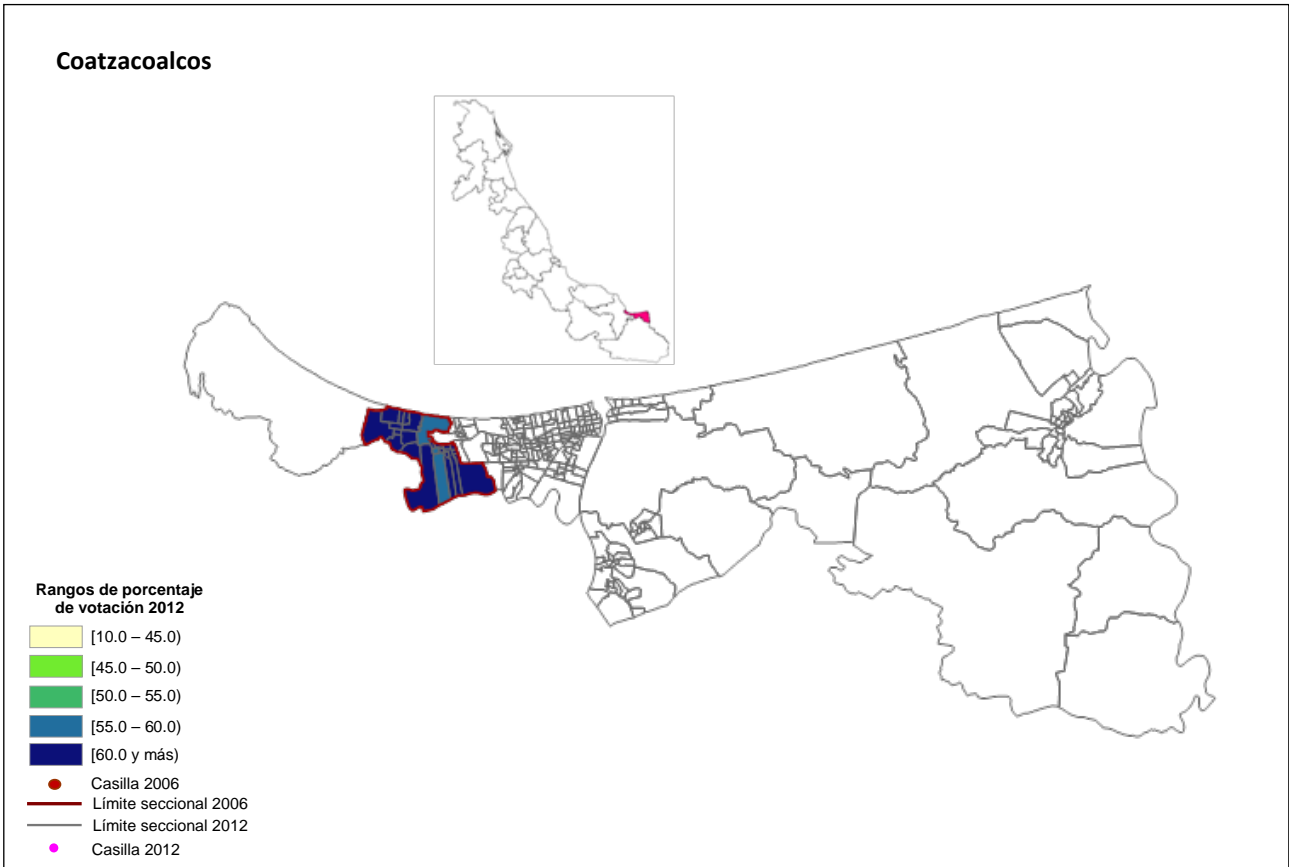 Coatzacoalcos
Rangos de porcentaje
de votación 2012
[10.0 – 45.0)
[45.0 – 50.0)
[50.0 – 55.0)
[55.0 – 60.0)
[60.0 y más)
Casilla 2006
Límite seccional 2006
Límite seccional 2012
Casilla 2012